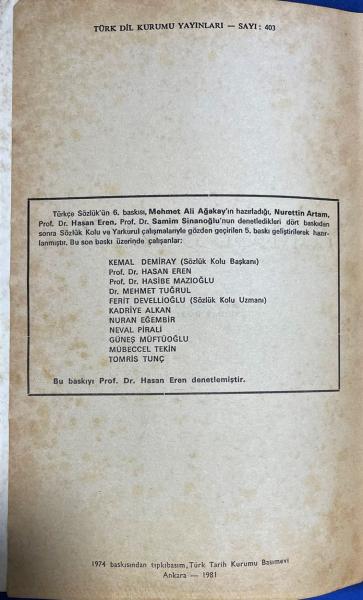 TÜRK DİL KURUMU YAYINLARI — SAYI: 403
Türkçe Sözlük'ün 6. baskısı, Mehmet Ali Ağakay'ın hazırladığı, Nurettin Artam,
Prof. Dr. Hasan Eren, Prof. Dr. Samim Sinanoğlu'nun denetledikleri dört baskıdan
sonra Sözlük Kolu ve Yarkurul çalışmalariyle gözden geçirilen 5. baskı geliştirilerek hazır-
lanmıştır. Bu son baskı üzerinde çalışanlar:
KEMAL DEMIRAY (Sözlük Kolu Başkanı)
Prof. Dr. HASAN EREN
Prof. Dr. HASİBE MAZIOĞLU
Dr. MEHMET TUĞRUL
FERİT DEVELLİOĞLU (Sözlük Kolu Uzmanı)
KADRİYE ALKAN
NURAN EĞEMBİR
NEVAL PİRALİ
GÜNEŞ MÜFTÜOĞLU
MÜBECCEL TEKİN
TOMRİS TUNÇ
Bu baskıyı Prof. Dr. Hasan Eren denetlemiştir.
1974 baskısından tıpkıbasım, Türk Tarih Kurumu Basımevi
Ankara — 1981